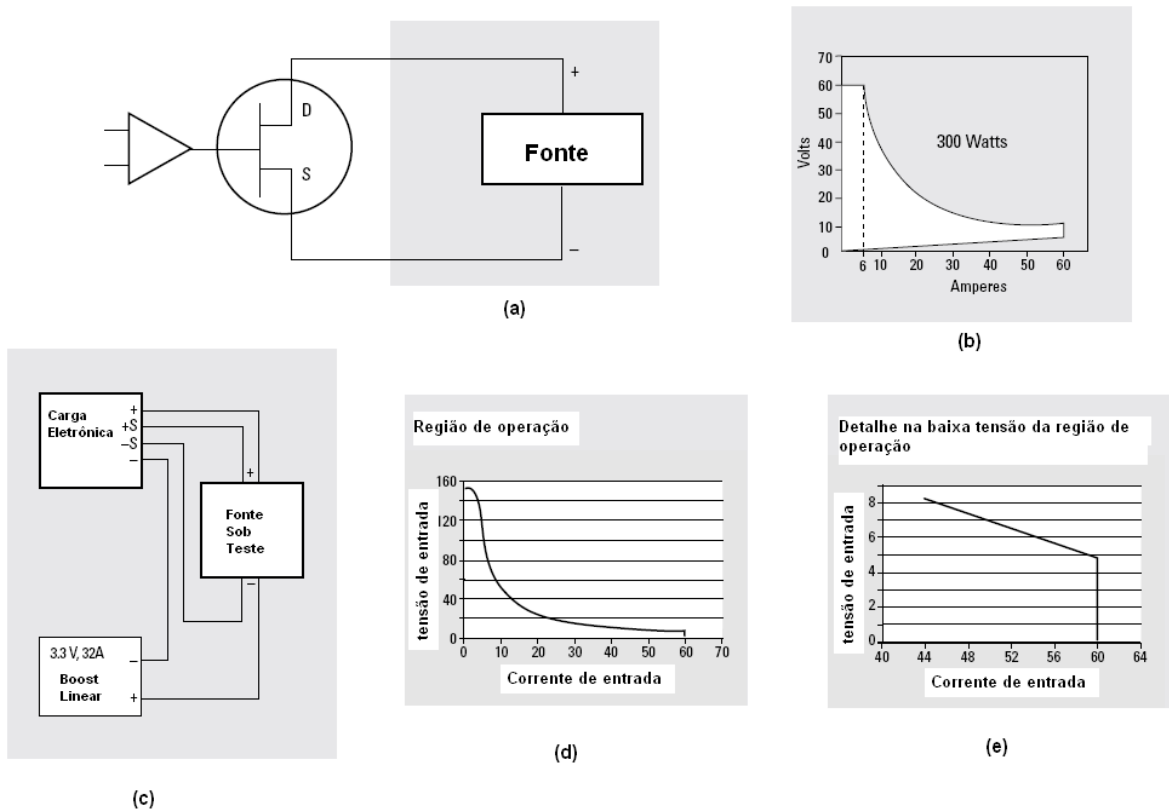 D
S
+
Fonte
−
(a)
70
60
50
40
30
20
10
0
Volts
300 Watts
6 10 20 30 40 50 60
Amperes
(b)
Carga
Eletrônica
+
+S
−S
−
+
Fonte
Sob
Teste
−
3.3 V, 32A
Boost
Linear
−
+
(c)
Região de operação
tensão de entrada
160
120
80
40
0
0 10 20 30 40 50 60 70
Corrente de entrada
(d)
Detalhe na baixa tensão da região de
operação
tensão de entrada
8
6
4
2
0
40 44 48 52 56 60 64
Corrente de entrada
(e)